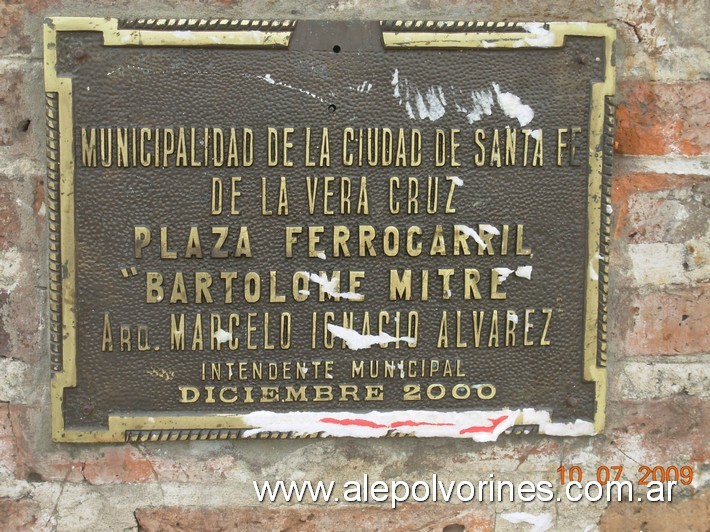 MUNICIPALIDAD DE LA CIUDAD DE SANTA FE
DE LA VERA CRUZ
PLAZA FERROCARRIL
"BARTOLOME MITRE"
ARQ. MARCELO IGNACIO ALVAREZ
INTENDENTE MUNICIPAL
DICIEMBRE 2000
10 07 2009
www.alepolvorines.com.ar